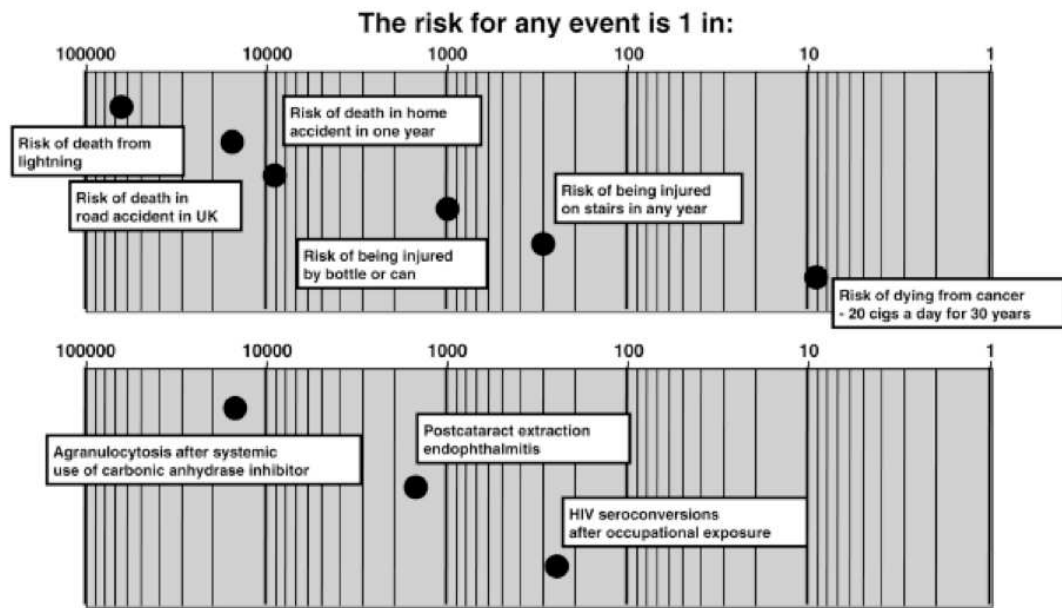 The risk for any event is 1 in:
100000 10000 1000 100 10 1
Risk of death in home
accident in one year
Risk of death from
lightning
Risk of death in
road accident in UK
Risk of being injured
on stairs in any year
Risk of being injured
by bottle or can
Risk of dying from cancer
- 20 cigs a day for 30 years
100000 10000 1000 100 10 1
Postcataract extraction
endophthalmitis
Agranulocytosis after systemic
use of carbonic anhydrase inhibitor
HIV seroconversions
after occupational exposure